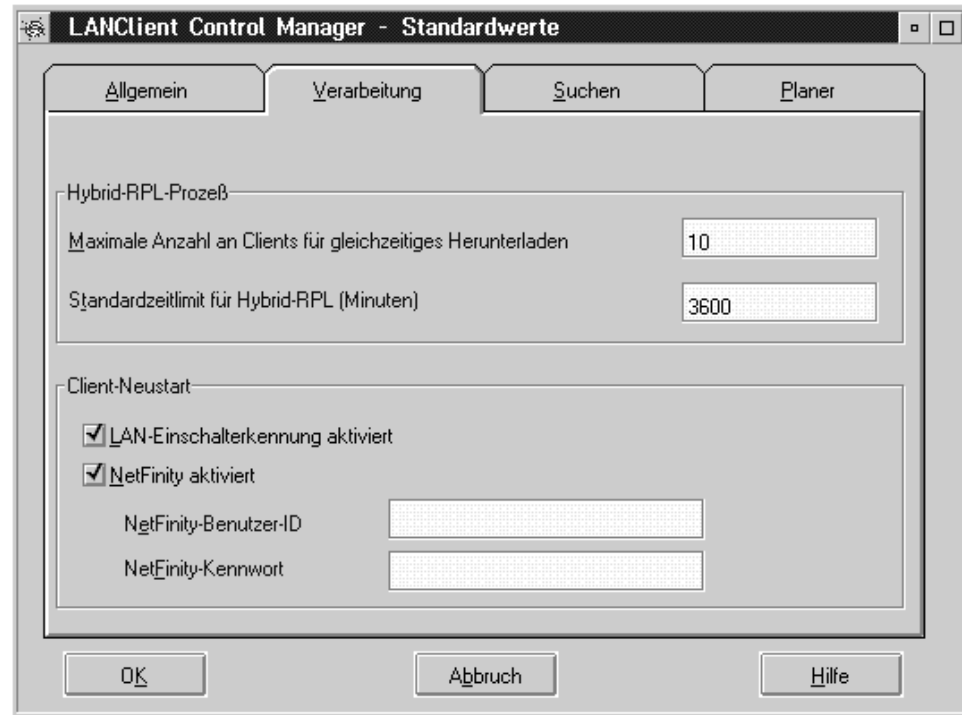 LANClient Control Manager - Standardwerte
Allgemein Verarbeitung Suchen Planer
Hybrid-RPL-Prozeß
Maximale Anzahl an Clients für gleichzeitiges Herunterladen 10
Standardzeitlimit für Hybrid-RPL (Minuten) 3600
Client-Neustart
LAN-Einschalterkennung aktiviert
NetFinity aktiviert
NetFinity-Benutzer-ID
NetFinity-Kennwort
OK Abbruch Hilfe